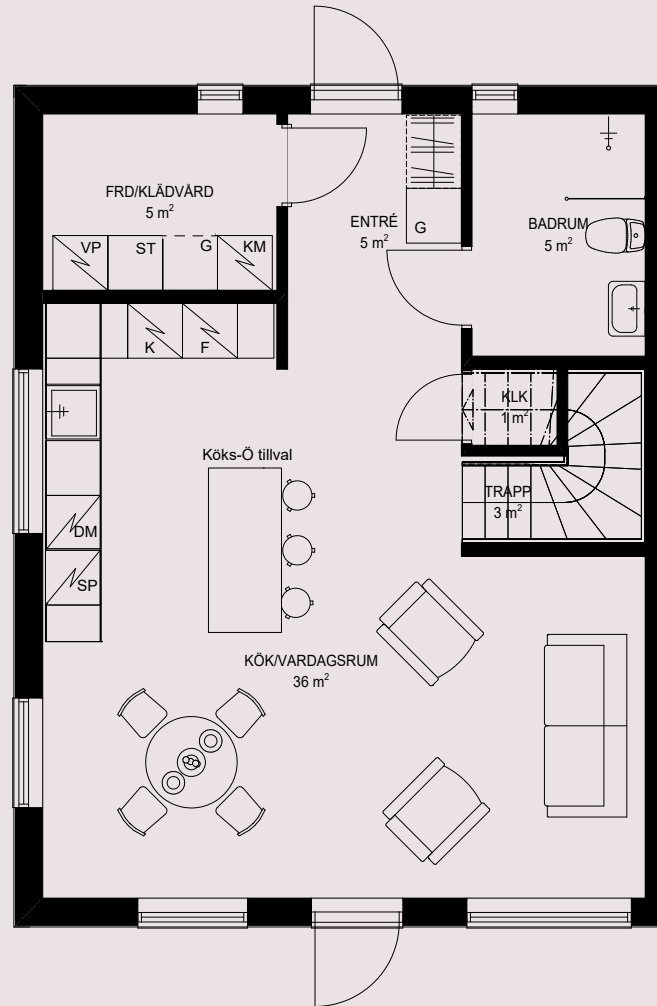 FRD/KLÄDVÅRD
5 m²
VP
ST
G
KM
ENTRÉ
5 m²
G
BADRUM
5 m²
K
F
KLK
1 m²
Köks-Ö tillval
TRAPP
3 m²
DM
SP
KÖK/VARDAGSRUM
36 m²